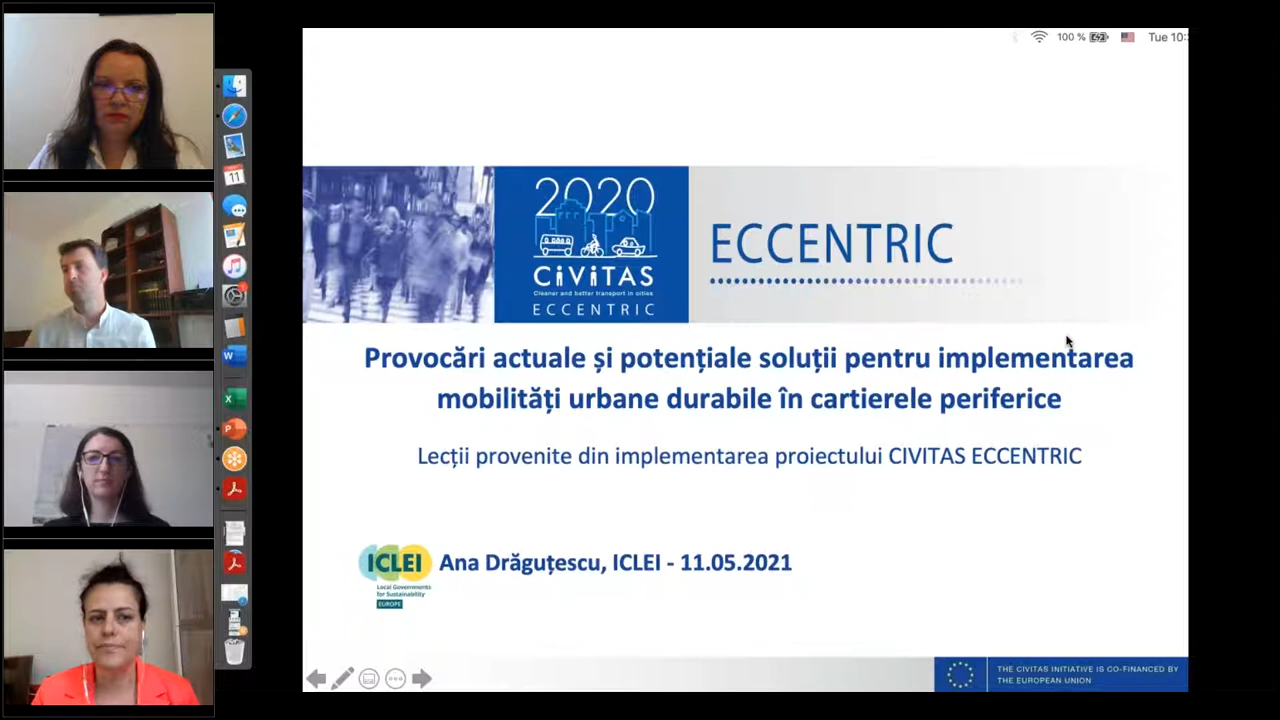 100 %
Tue 10:
11
2020
CiViTAS
Cleaner and better transport in cities
ECCENTRIC
ECCENTRIC
Provocări actuale și potențiale soluții pentru implementarea
mobilități urbane durabile în cartierele periferice
Lecții provenite din implementarea proiectului CIVITAS ECCENTRIC
ICLEI
Local Governments
for Sustainability
EUROPE
Ana Drăguțescu, ICLEI - 11.05.2021
THE CIVITAS INITIATIVE IS CO-FINANCED BY
THE EUROPEAN UNION
W
X
P